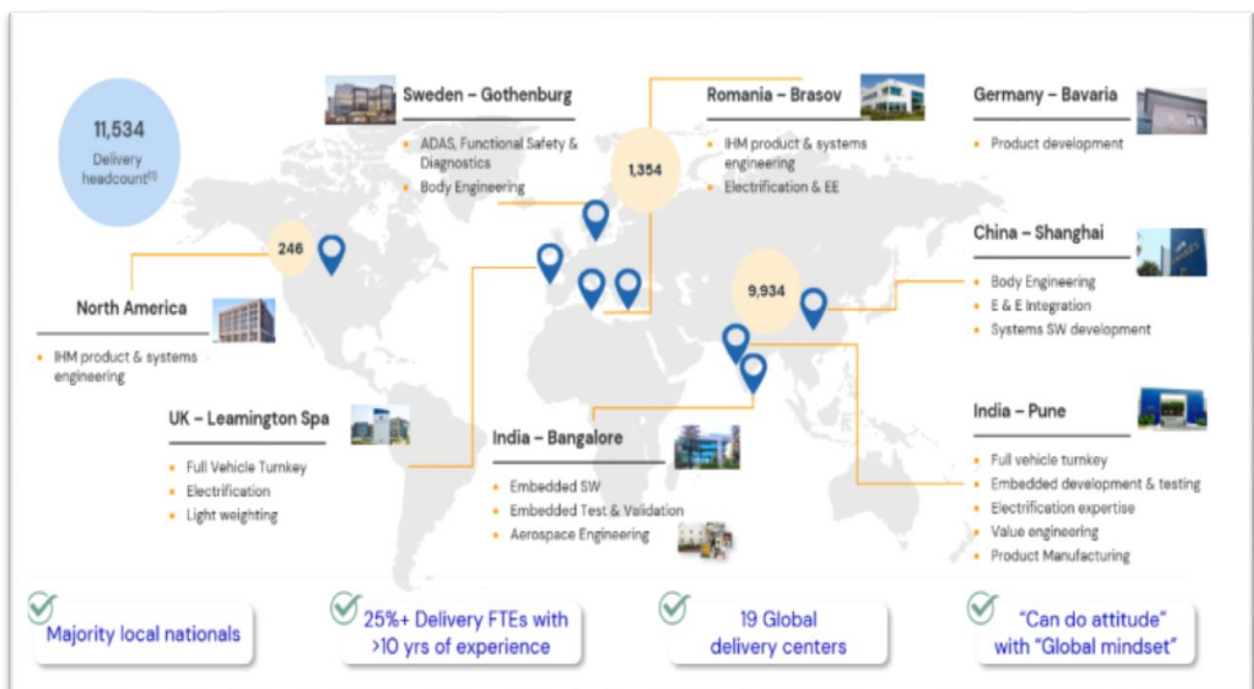 11,534
Delivery
headcount(1)
Sweden – Gothenburg
ADAS, Functional Safety &
Diagnostics
Body Engineering
1,354
Romania – Brasov
IHM product & systems
engineering
Electrification & EE
Germany – Bavaria
Product development
246
North America
IHM product & systems
engineering
9,934
China – Shanghai
Body Engineering
E & E Integration
Systems SW development
UK – Leamington Spa
Full Vehicle Turnkey
Electrification
Light weighting
India – Bangalore
Embedded SW
Embedded Test & Validation
Aerospace Engineering
India – Pune
Full vehicle turnkey
Embedded development & testing
Electrification expertise
Value engineering
Product Manufacturing
Majority local nationals
25%+ Delivery FTEs with
>10 yrs of experience
19 Global
delivery centers
“Can do attitude”
with “Global mindset”